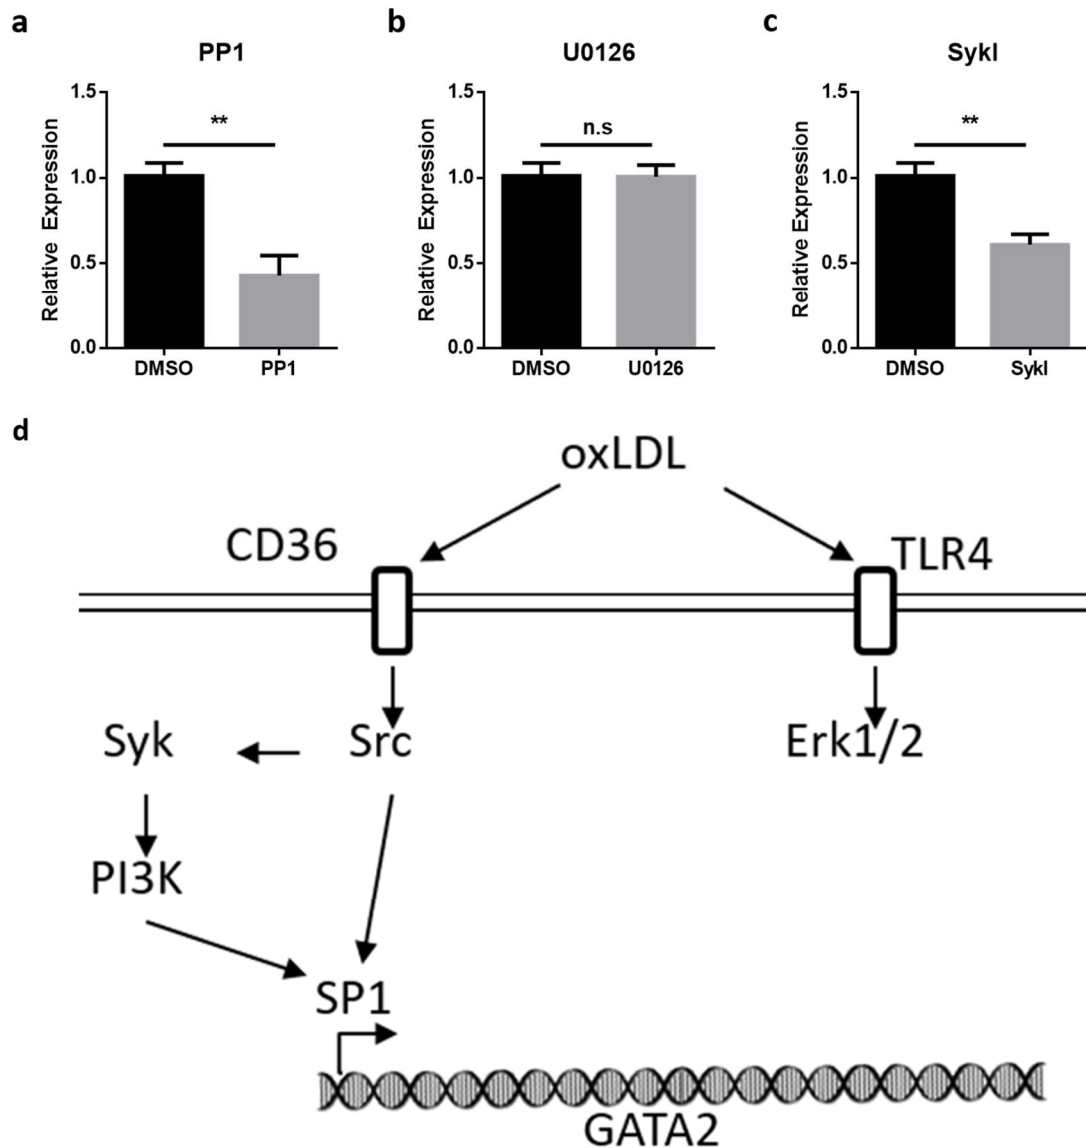 a
PP1
Relative Expression
1.5
1.0
0.5
0.0
**
DMSO PP1
b
U0126
Relative Expression
1.5
1.0
0.5
0.0
n.s
DMSO U0126
c
SykI
Relative Expression
1.5
1.0
0.5
0.0
**
DMSO SykI
d
oxLDL
CD36
TLR4
Syk
Src
Erk1/2
PI3K
SP1
GATA2